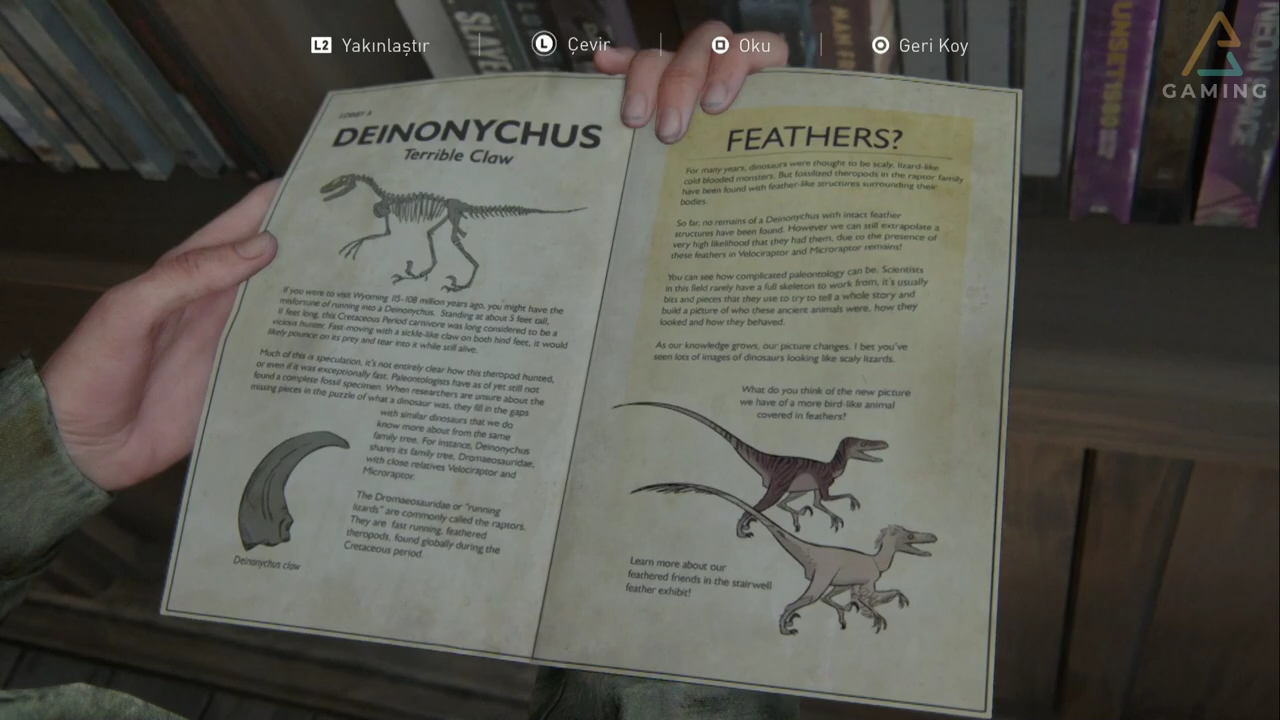 L2 Yakınlaştır
L Çevir
Oku
Geri Koy
GAMING
SLAYE
UNSETTL
NEON SPACE
LOBBY A
DEINONYCHUS
Terrible Claw
If you were to visit Wyoming 115-108 million years ago, you might have the
misfortune of running into a Deinonychus. Standing at about 5 feet tall,
11 feet long, this Cretaceous Period carnivore was long considered to be a
vicious hunter. Fast moving with a sickle-like claw on both hind feet, it would
likely pounce on its prey and tear into it while still alive.
Much of this is speculation, it's not entirely clear how this theropod hunted,
or even if it was exceptionally fast. Paleontologists have as of yet still not
found a complete fossil specimen. When researchers are unsure about the
missing pieces in the puzzle of what a dinosaur was, they fill in the gaps
with similar dinosaurs that we do
know more about from the same
family tree. For instance, Deinonychus
shares its family tree, Dromaeosauridae,
with close relatives Velociraptor and
Microraptor.
The Dromaeosauridae or "running
lizards" are commonly called the raptors.
They are fast running, feathered
theropods, found globally during the
Cretaceous period.
Deinonychus claw
FEATHERS?
For many years, dinosaurs were thought to be scaly, lizard-like
cold blooded monsters. But fossilized theropods in the raptor family
have been found with feather-like structures surrounding their
bodies.
So far, no remains of a Deinonychus with intact feather
structures have been found. However we can still extrapolate a
very high likelihood that they had them, due to the presence of
these feathers in Velociraptor and Microraptor remains!
You can see how complicated paleontology can be. Scientists
in this field rarely have a full skeleton to work from, it's usually
bits and pieces that they use to try to tell a whole story and
build a picture of who these ancient animals were, how they
looked and how they behaved.
As our knowledge grows, our picture changes. I bet you've
seen lots of images of dinosaurs looking like scaly lizards.
What do you think of the new picture
we have of a more bird-like animal
covered in feathers?
Learn more about our
feathered friends in the stairwell
feather exhibit!